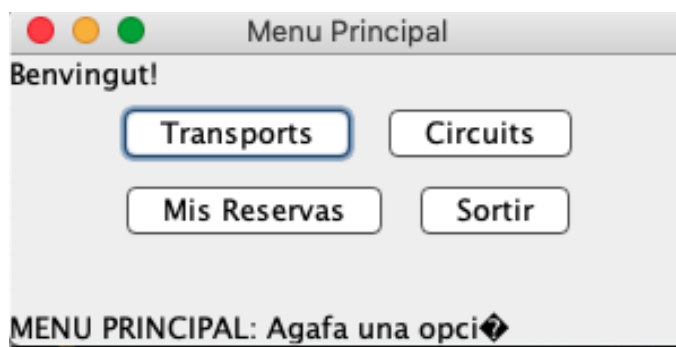 Menu Principal
Benvingut!
Transports Circuits
Mis Reservas Sortir
MENU PRINCIPAL: Agafa una opci�